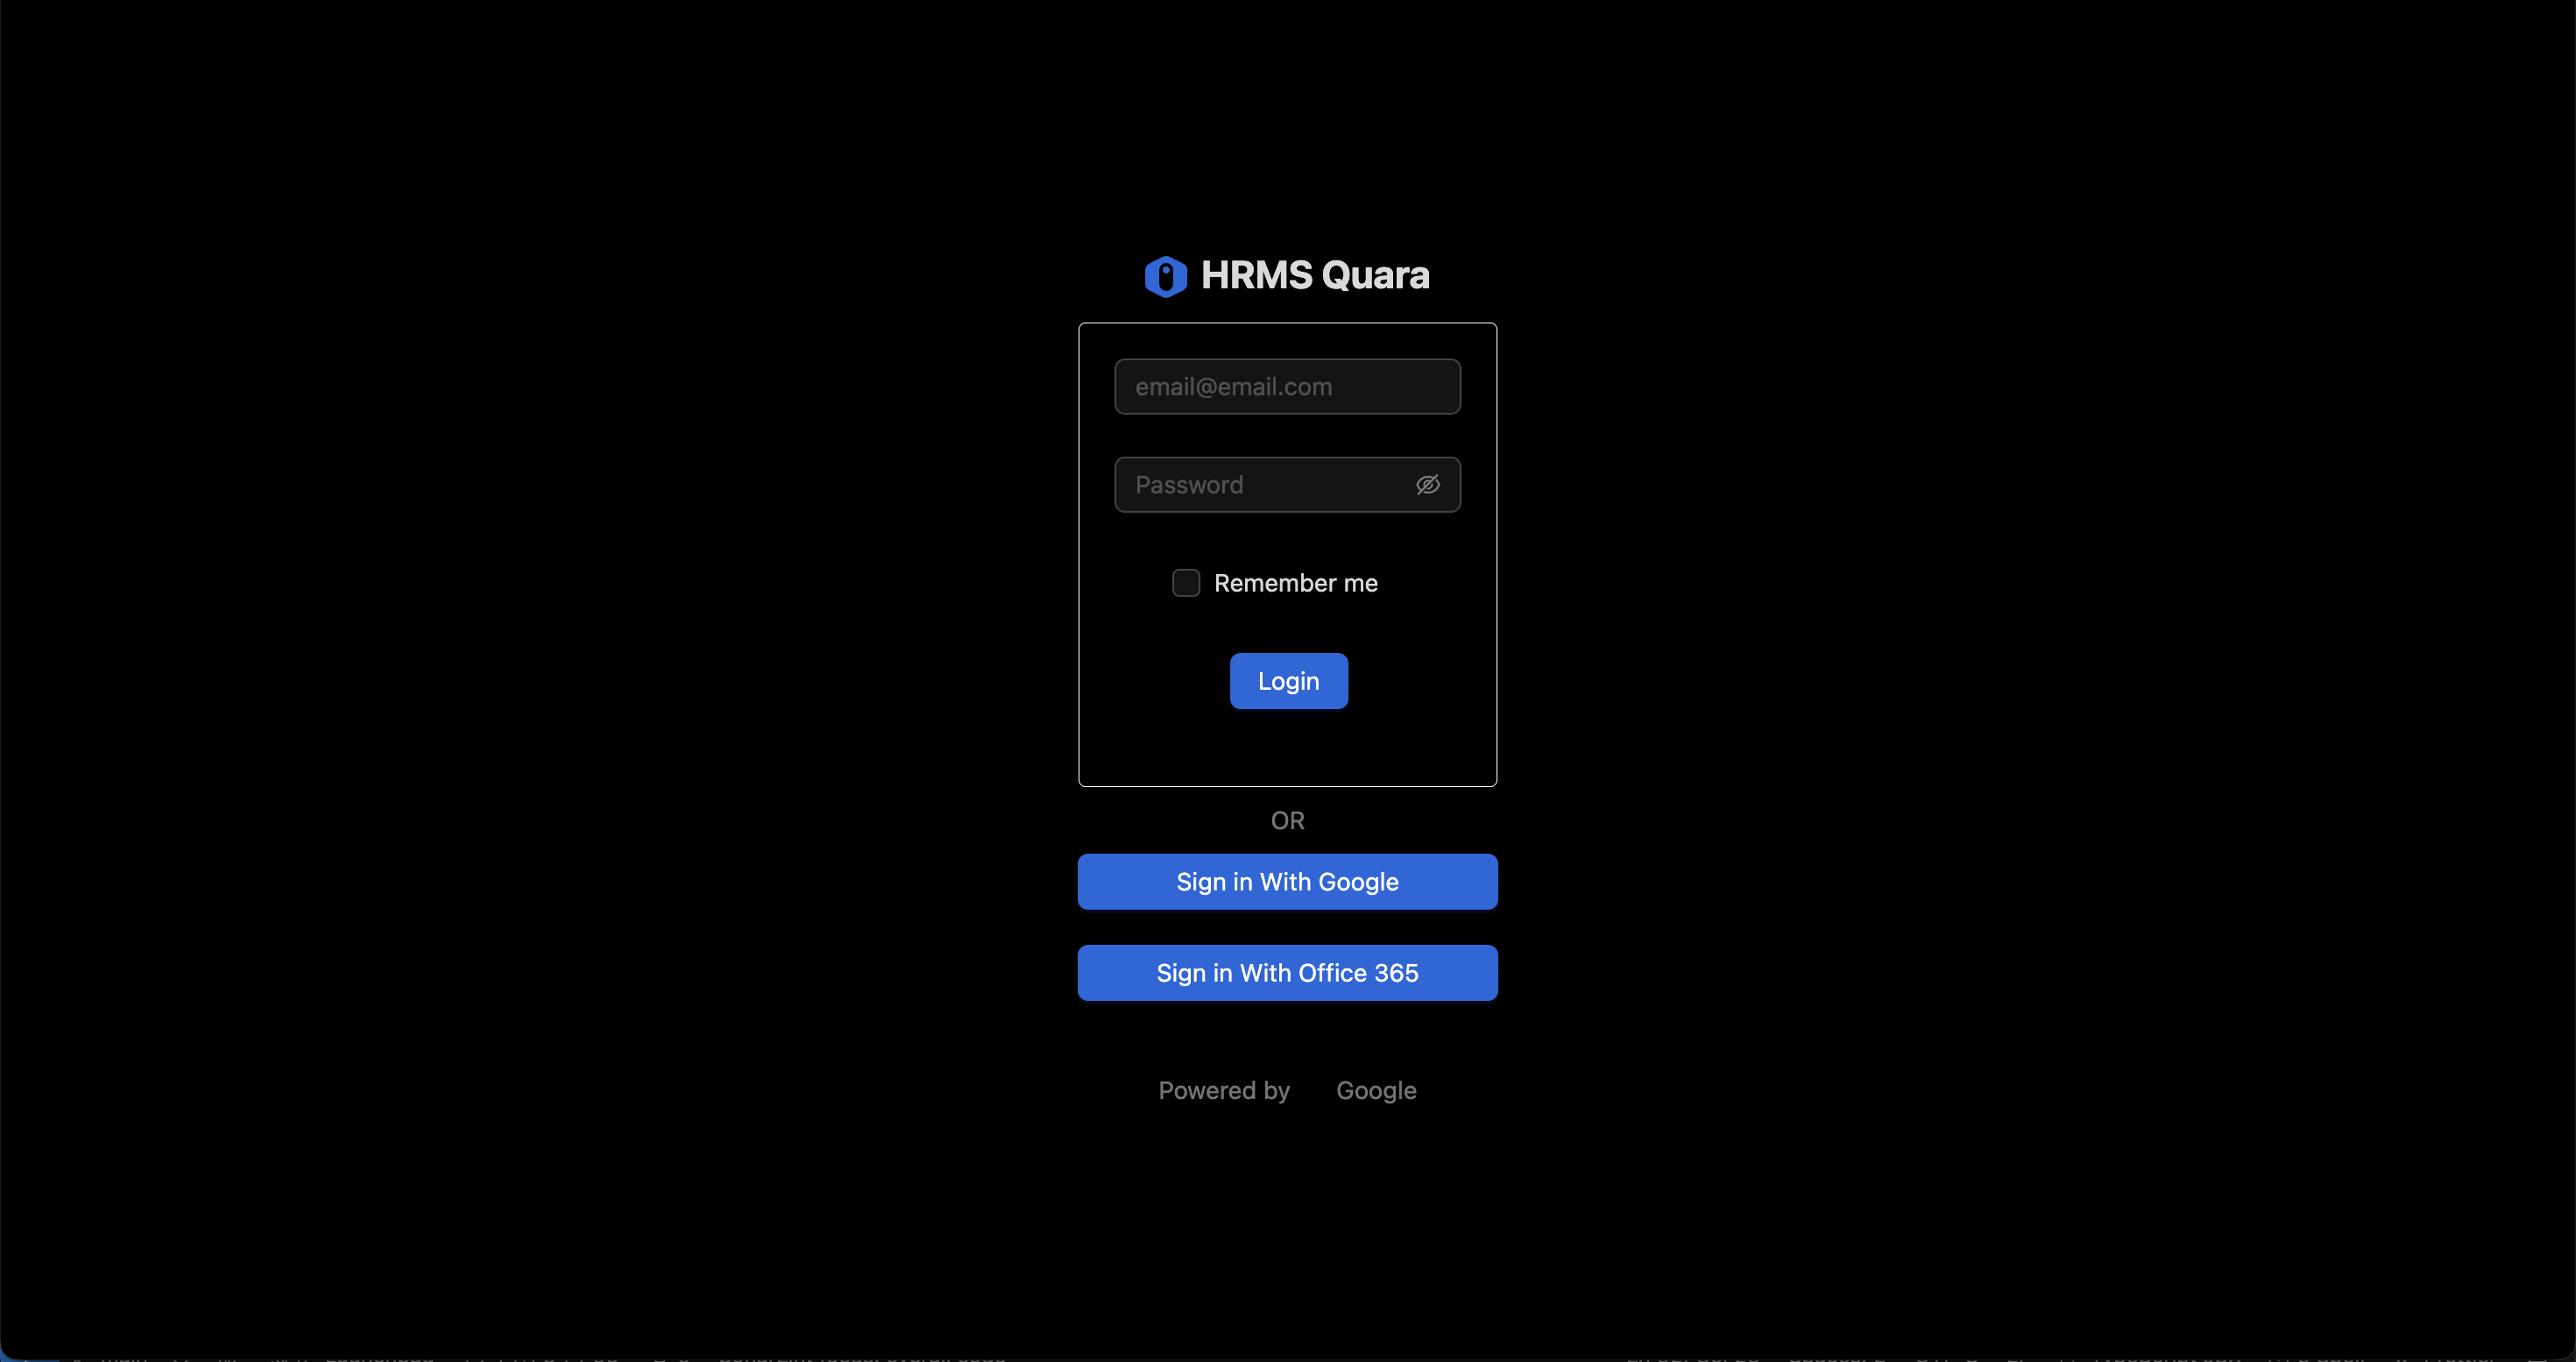 HRMS Quara
email@email.com
Password
Remember me
Login
OR
Sign in With Google
Sign in With Office 365
Powered by Google